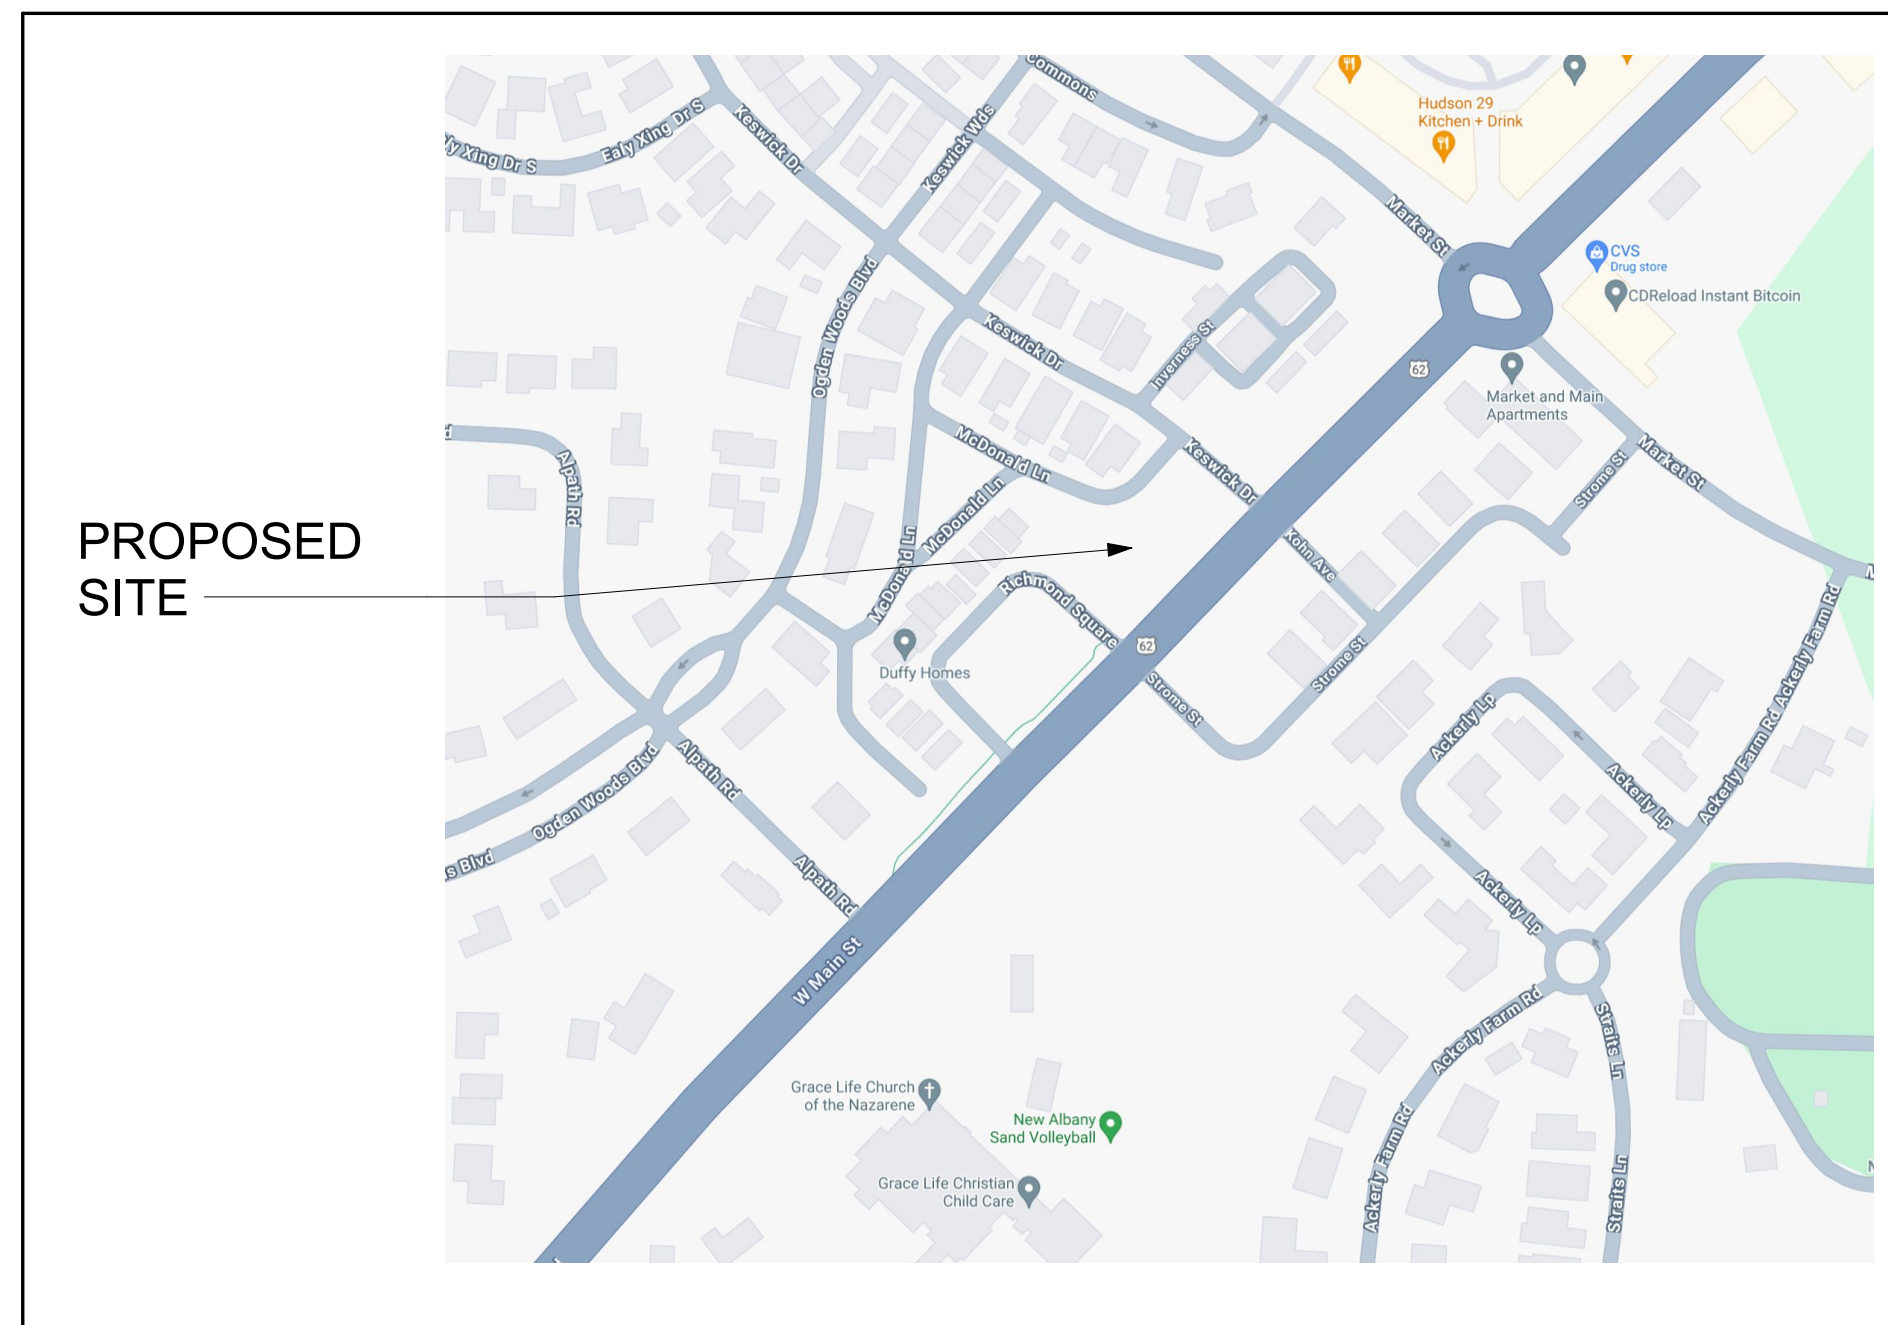 PROPOSED
SITE
Commons
Hudson 29
Kitchen + Drink
Ealy Xing Dr S
ly Xing Dr S
Keswick Dr
Keswick Wds
Market St
CVS
Drug store
CDReload Instant Bitcoin
Ogden Woods Blvd
Keswick Dr
Inverness St
62
Market and Main
Apartments
McDonald Ln
Keswick Dr
Market St
Alpath Rd
McDonald Ln
Strome St
McDonald Ln
Kohn Ave
Richmond Square
62
Duffy Homes
Strome St
Strome St
Ackerly Farm Rd
Ackerly Farm Rd
Ackerly Lp
Ackerly Lp
Alpath Rd
Ogden Woods Blvd
s Blvd
Alpath Rd
Ackerly Lp
W Main St
Ackerly Farm Rd
Straits Ln
Grace Life Church
of the Nazarene
New Albany
Sand Volleyball
Ackerly Farm Rd
Grace Life Christian
Child Care
Straits Ln